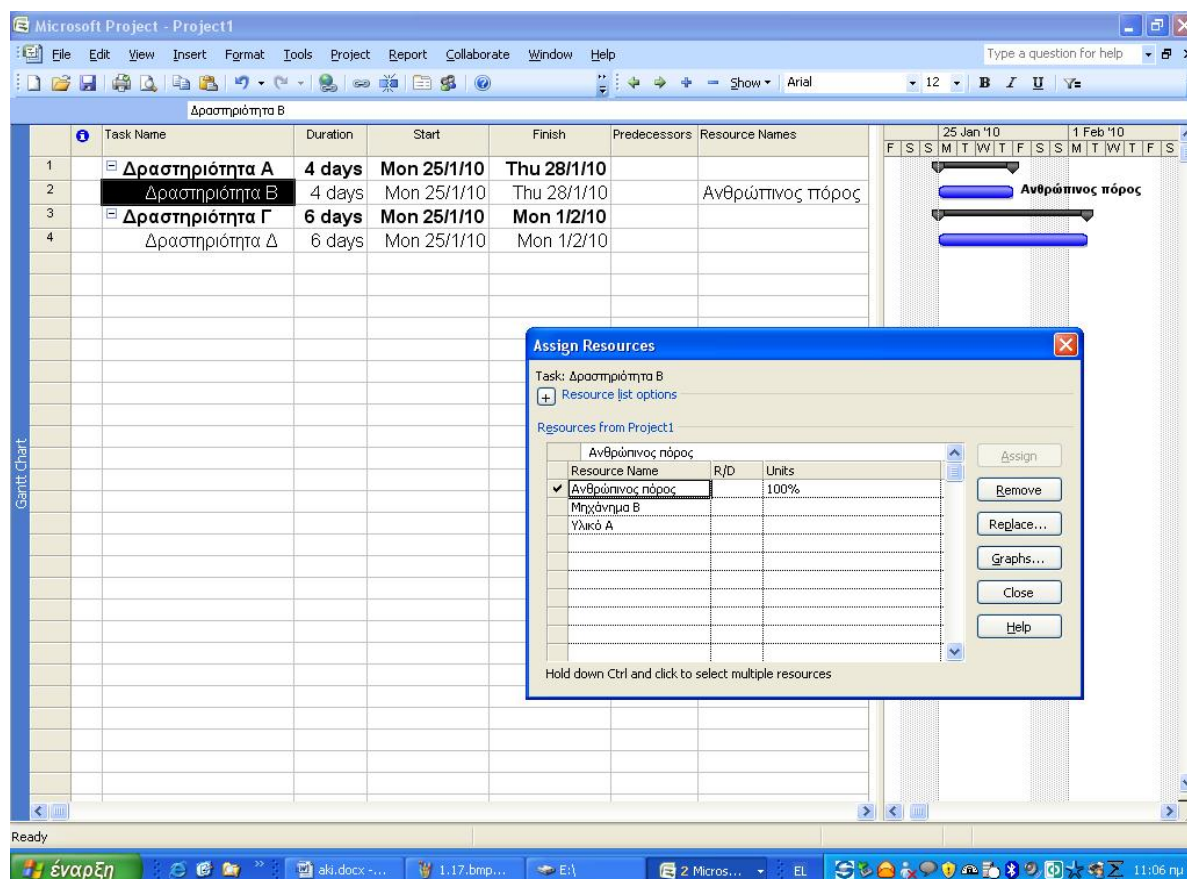 Microsoft Project - Project1
File Edit View Insert Format Tools Project Report Collaborate Window Help Type a question for help
Show Arial 12 B I U
Δραστηριότητα Β
Task Name Duration Start Finish Predecessors Resource Names 25 Jan '10 1 Feb '10
F S S M T W T F S S M T W T F S
1 Δραστηριότητα Α 4 days Mon 25/1/10 Thu 28/1/10
2 Δραστηριότητα Β 4 days Mon 25/1/10 Thu 28/1/10 Ανθρώπινος πόρος Ανθρώπινος πόρος
3 Δραστηριότητα Γ 6 days Mon 25/1/10 Mon 1/2/10
4 Δραστηριότητα Δ 6 days Mon 25/1/10 Mon 1/2/10
Gantt Chart
Assign Resources
Task: Δραστηριότητα Β
Resource list options
Resources from Project1
Ανθρώπινος πόρος
Assign
Resource Name R/D Units
Ανθρώπινος πόρος 100%
Remove
Μηχάνημα Β
Υλικό Α
Replace...
Graphs...
Close
Help
Hold down Ctrl and click to select multiple resources
Ready
έναρξη aki.docx -... 1.17.bmp... E:\ 2 Micros... EL 11:06 πμ